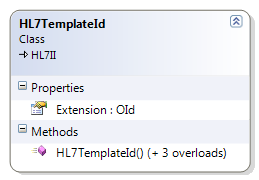 HL7TemplateId
Class
HL7II
Properties
Extension : OId
Methods
HL7TemplateId() (+ 3 overloads)